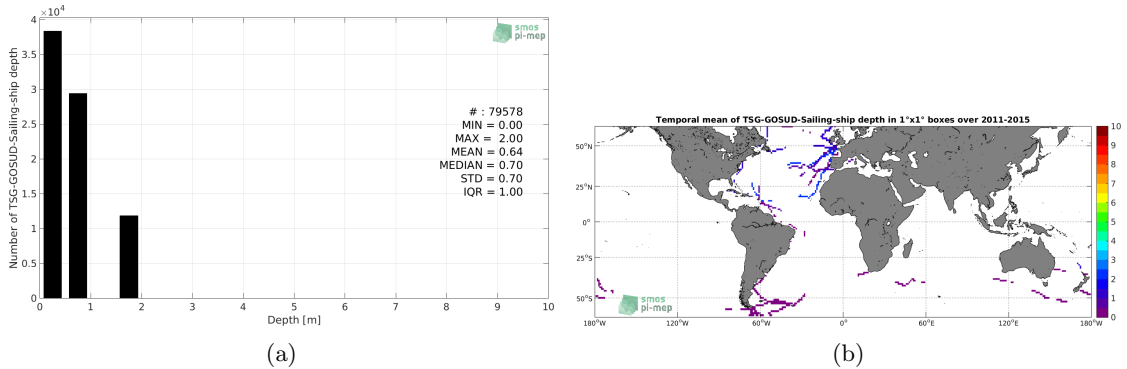 ×10⁴
4
3.5
3
2.5
2
1.5
1
0.5
0
0 1 2 3 4 5 6 7 8 9 10
Number of TSG-GOSUD-Sailing-ship depth
Depth [m]
smos
pi-mep
# : 79578
MIN = 0.00
MAX = 2.00
MEAN = 0.64
MEDIAN = 0.70
STD = 0.70
IQR = 1.00
(a)
Temporal mean of TSG-GOSUD-Sailing-ship depth in 1°x1° boxes over 2011-2015
50°N
25°N
0°
25°S
50°S
180°W 120°W 60°W 0° 60°E 120°E 180°W
smos
pi-mep
10
9
8
7
6
5
4
3
2
1
0
(b)